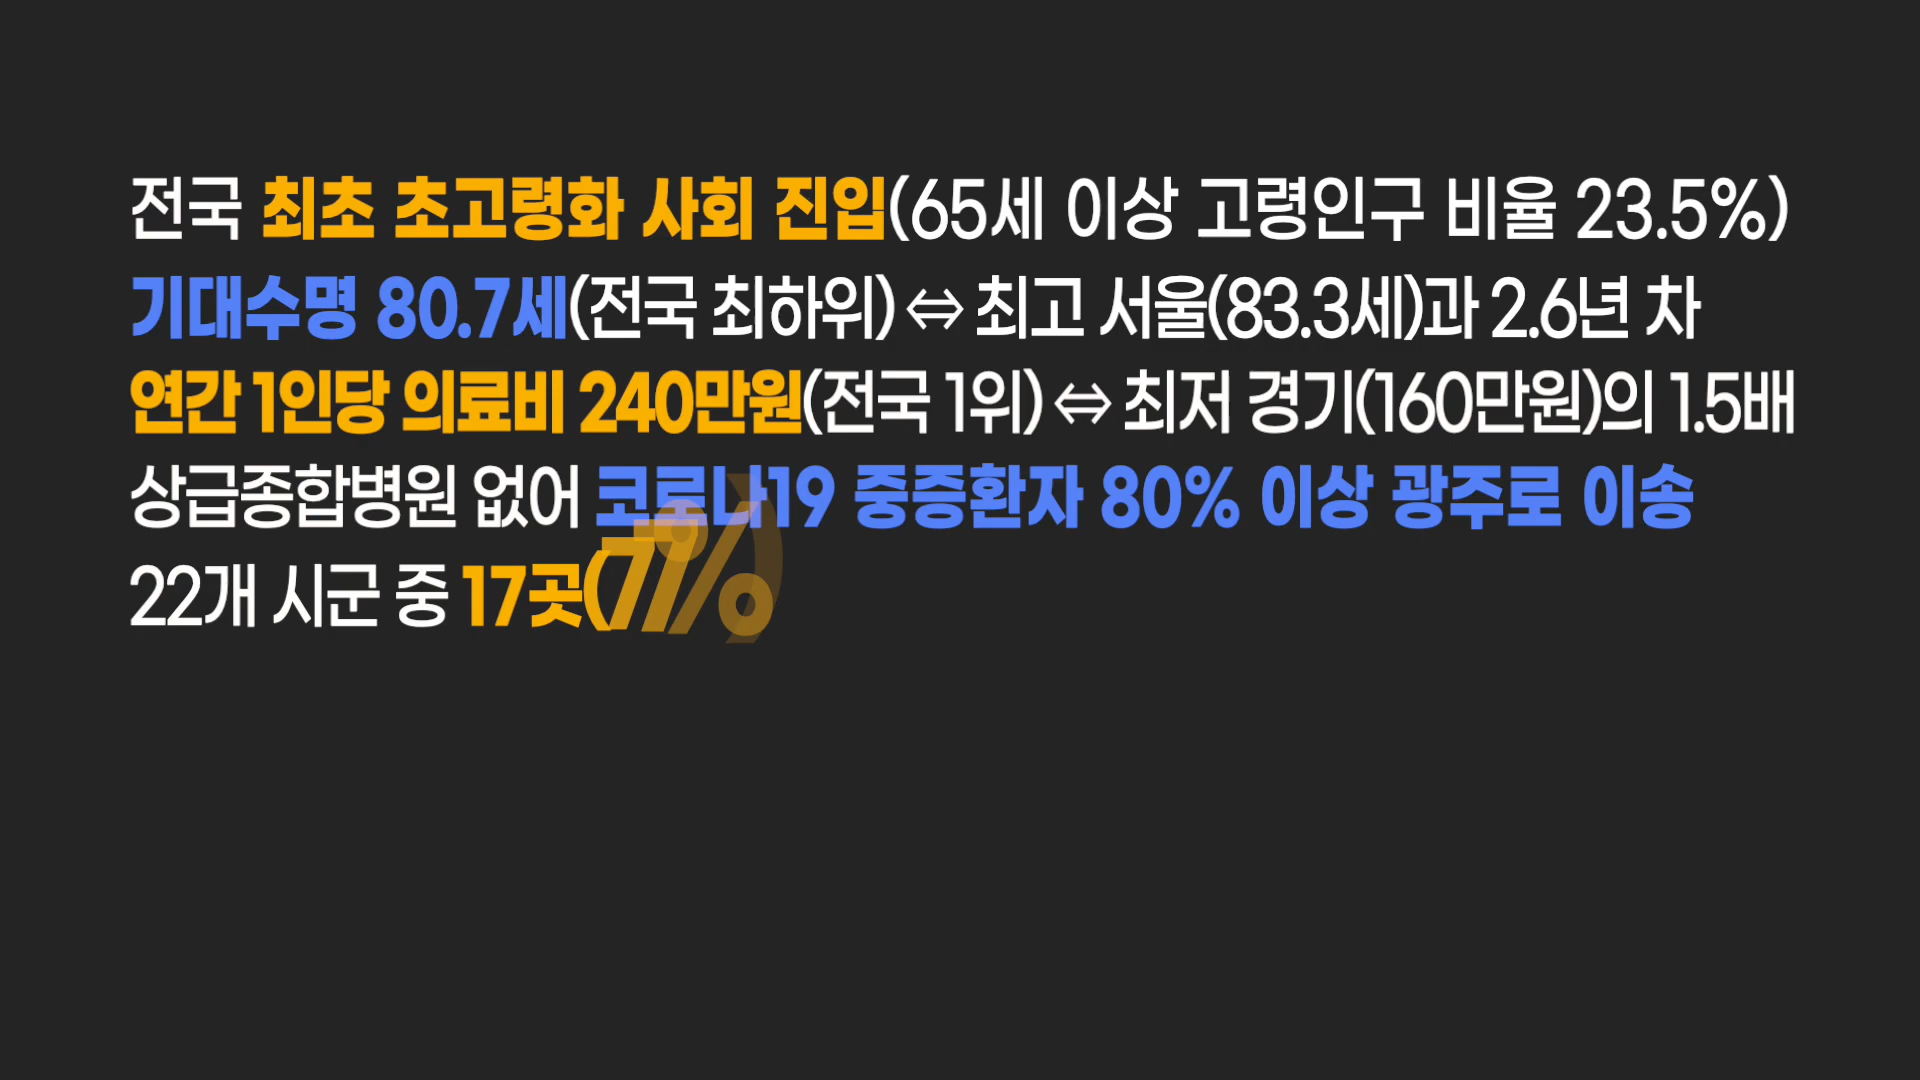 전국 최초 초고령화 사회 진입(65세 이상 고령인구 비율 23.5%)
기대수명 80.7세(전국 최하위) ⇔ 최고 서울(83.3세)과 2.6년 차
연간 1인당 의료비 240만원(전국 1위) ⇔ 최저 경기(160만원)의 1.5배
상급종합병원 없어 코로나19 중증환자 80% 이상 광주로 이송
22개 시군 중 17곳(77%)